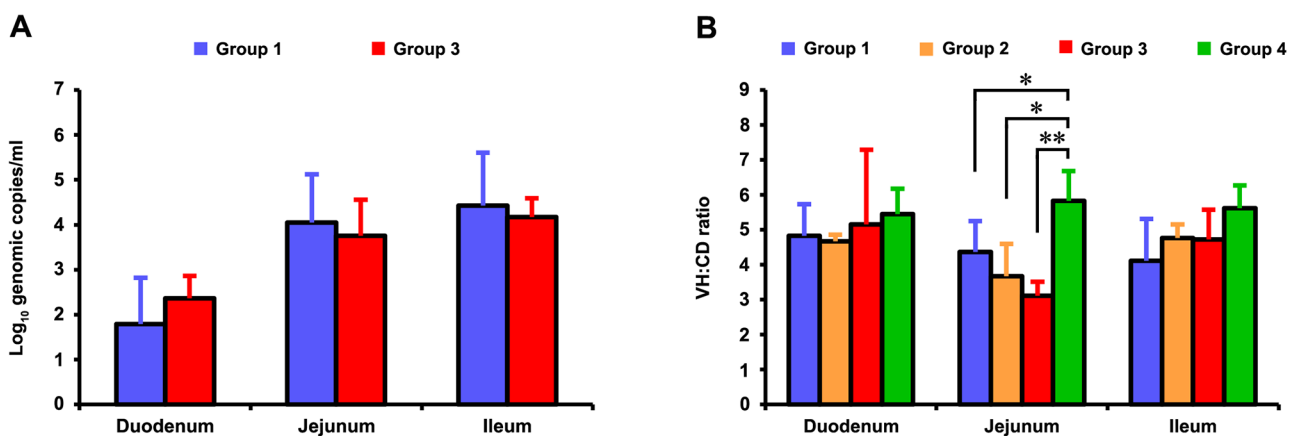 A
Group 1 Group 3
Log10 genomic copies/ml
7
6
5
4
3
2
1
0
Duodenum Jejunum Ileum
B
Group 1 Group 2 Group 3 Group 4
VH:CD ratio
9
8
7
6
5
4
3
2
1
0
*
*
**
Duodenum Jejunum Ileum